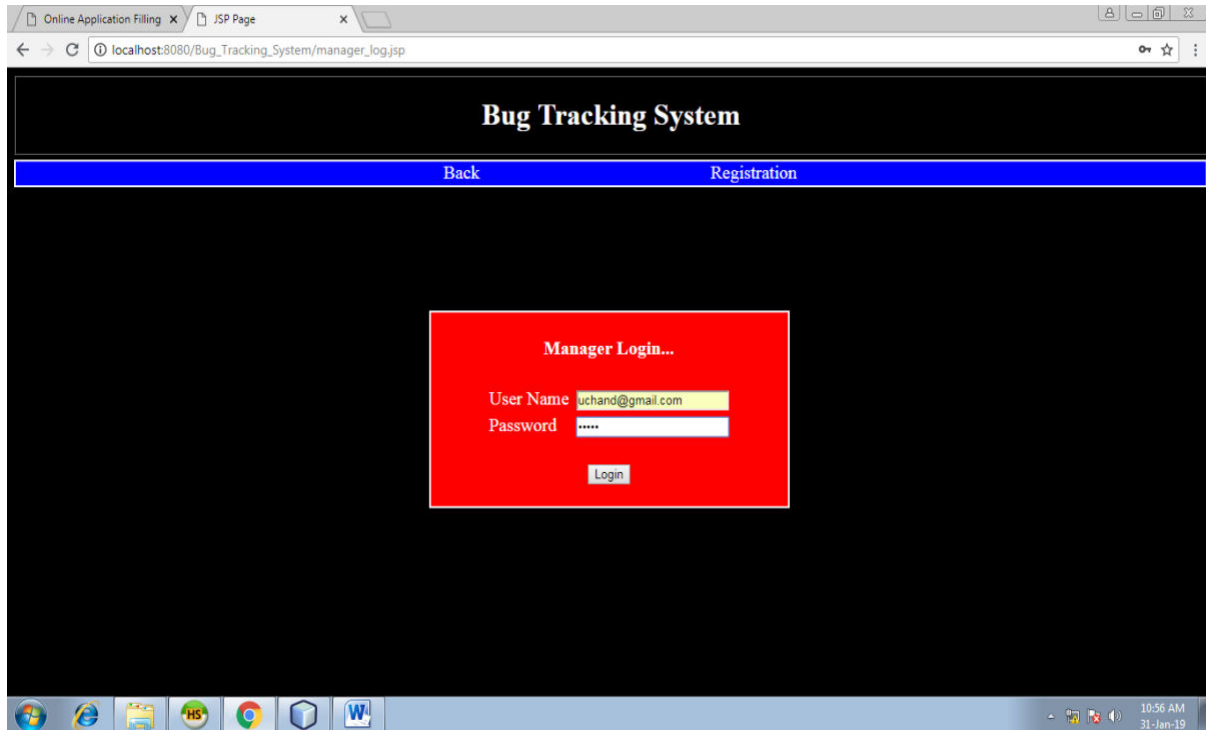 Online Application Filling
JSP Page
localhost:8080/Bug_Tracking_System/manager_log.jsp
Bug Tracking System
Back Registration
Manager Login...
User Name uchand@gmail.com
Password •••••
Login
HS
W
10:56 AM
31-Jan-19